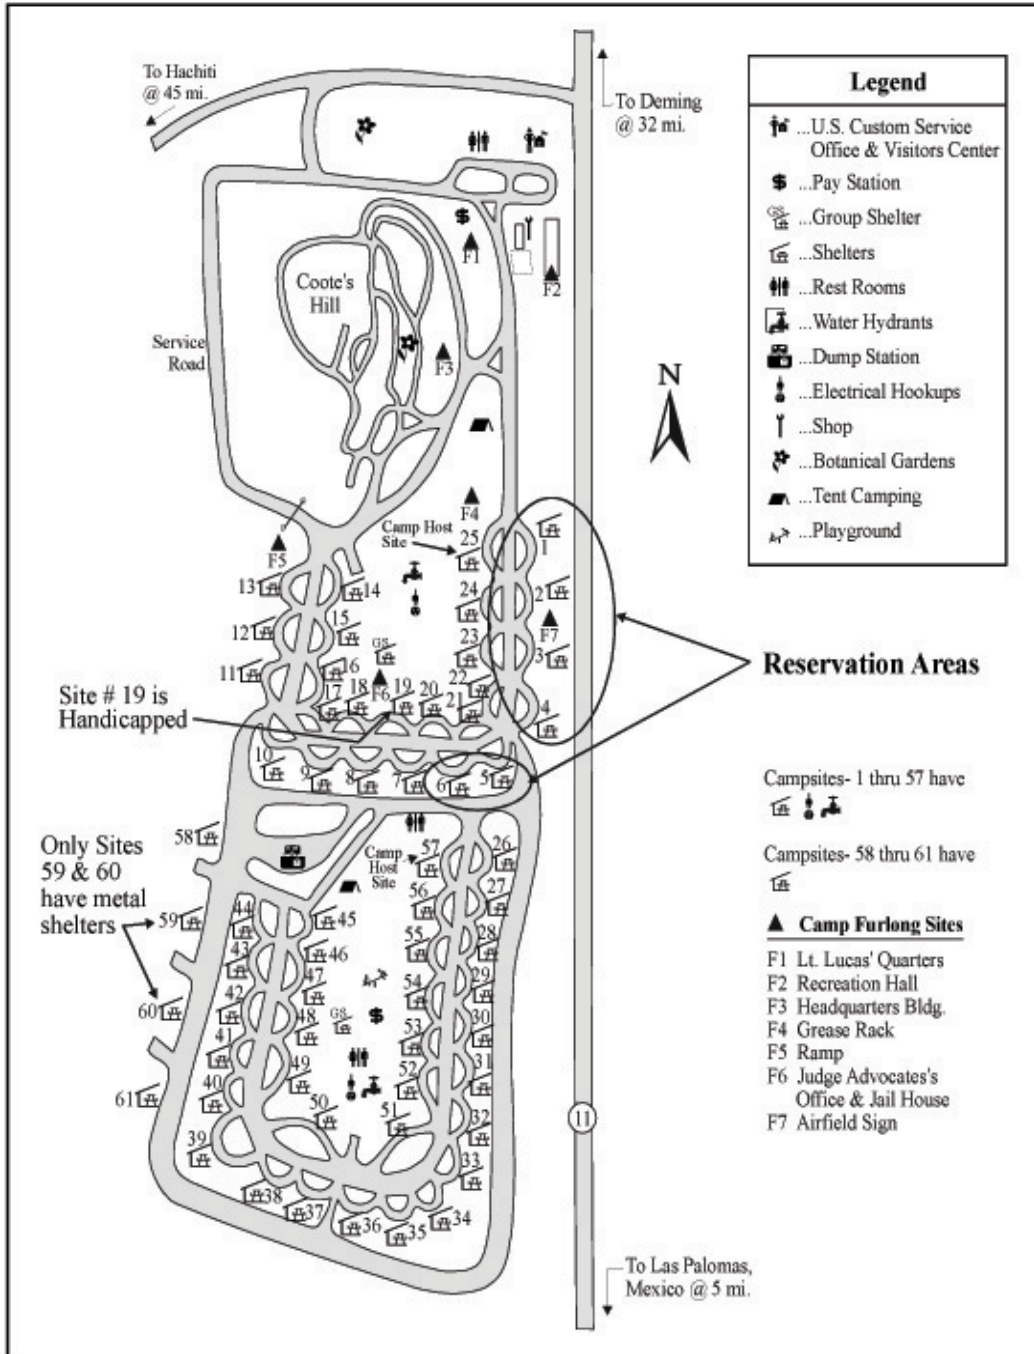 To Hachiti
@ 45 mi.
To Deming
@ 32 mi.
Legend
...U.S. Custom Service
Office & Visitors Center
...Pay Station
GS
...Group Shelter
...Shelters
...Rest Rooms
...Water Hydrants
...Dump Station
...Electrical Hookups
...Shop
...Botanical Gardens
...Tent Camping
...Playground
$
$
F1
F2
Coote's
Hill
F3
Service
Road
N
F4
Camp Host
Site
25
1
F5
13
14
24
2
12
15
F7
GS
23
3
11
16
22
F6
17
18
19
20
21
4
Reservation Areas
Site # 19 is
Handicapped
10
9
8
7
6
5
Campsites- 1 thru 57 have
Campsites- 58 thru 61 have
58
Only Sites
59 & 60
have metal
shelters
57
Camp
Host
Site
26
56
27
59
44
45
55
28
43
46
54
29
60
42
47
GS
$
48
53
30
41
49
52
31
61
40
50
51
32
39
33
38
37
36
35
34
11
Camp Furlong Sites
F1 Lt. Lucas' Quarters
F2 Recreation Hall
F3 Headquarters Bldg.
F4 Grease Rack
F5 Ramp
F6 Judge Advocates's
Office & Jail House
F7 Airfield Sign
To Las Palomas,
Mexico @ 5 mi.